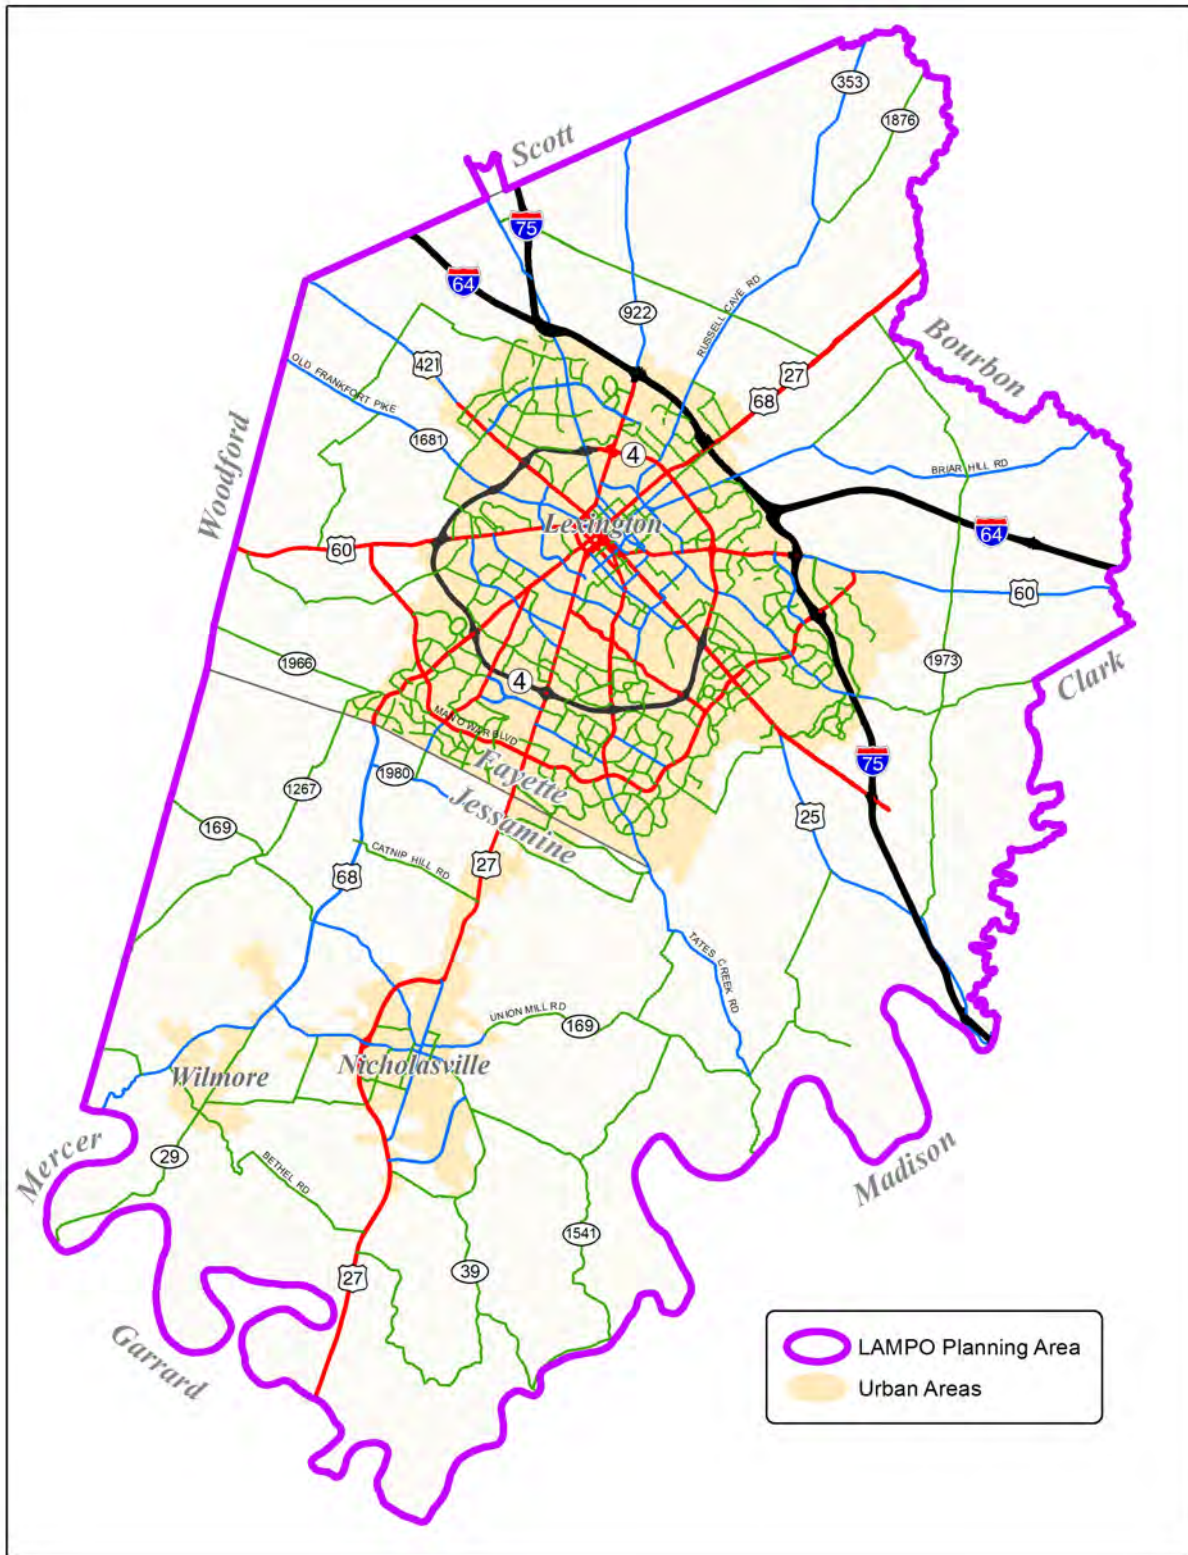 353
1876
Scott
75
64
922
RUSSELL CAVE RD
Bourbon
27
421
OLD FRANKFORT PIKE
68
1681
Woodford
4
BRIAR HILL RD
Lexington
64
60
60
1966
1973
Clark
4
MAN O WAR BLVD
Fayette
75
1980
Jessamine
1267
169
25
CATNIP HILL RD
27
68
TATES CREEK RD
UNION MILL RD
169
Nicholasville
Wilmore
Mercer
29
BETHEL RD
Madison
1541
39
27
Garrard
LAMPO Planning Area
Urban Areas